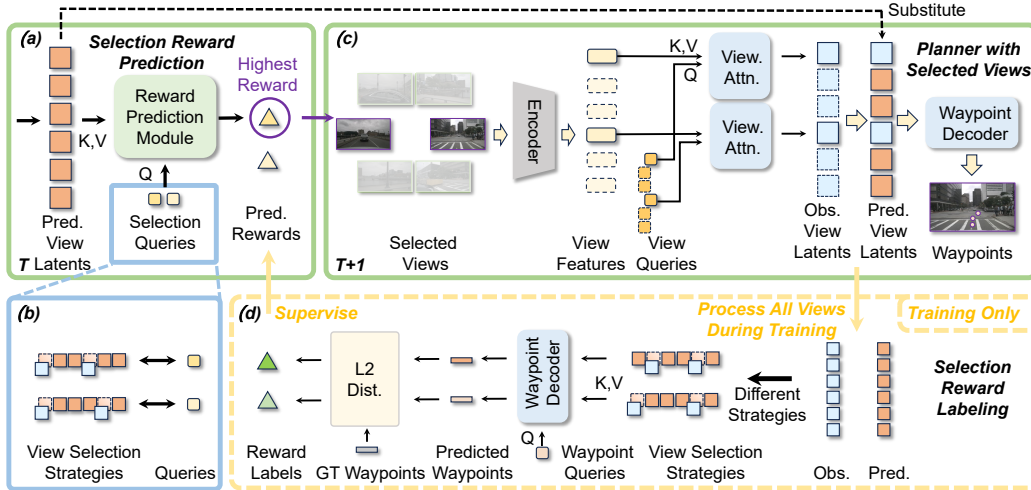 Substitute
(a)
Selection Reward
Prediction
Highest
Reward
Reward
Prediction
Module
K,V
Q
Pred.
View
Latents
Selection
Queries
Pred.
Rewards
T
(c)
Encoder
K,V
Q
View.
Attn.
View.
Attn.
Planner with
Selected Views
Waypoint
Decoder
Selected
Views
View
Features
View
Queries
Obs.
View
Latents
Pred.
View
Latents
Waypoints
T+1
(b)
View Selection
Strategies
Queries
(d)
Supervise
Process All Views
During Training
Training Only
L2
Dist.
Waypoint
Decoder
K,V
Q
Different
Strategies
Selection
Reward
Labeling
Reward
Labels
GT Waypoints
Predicted
Waypoints
Waypoint
Queries
View Selection
Strategies
Obs.
Pred.